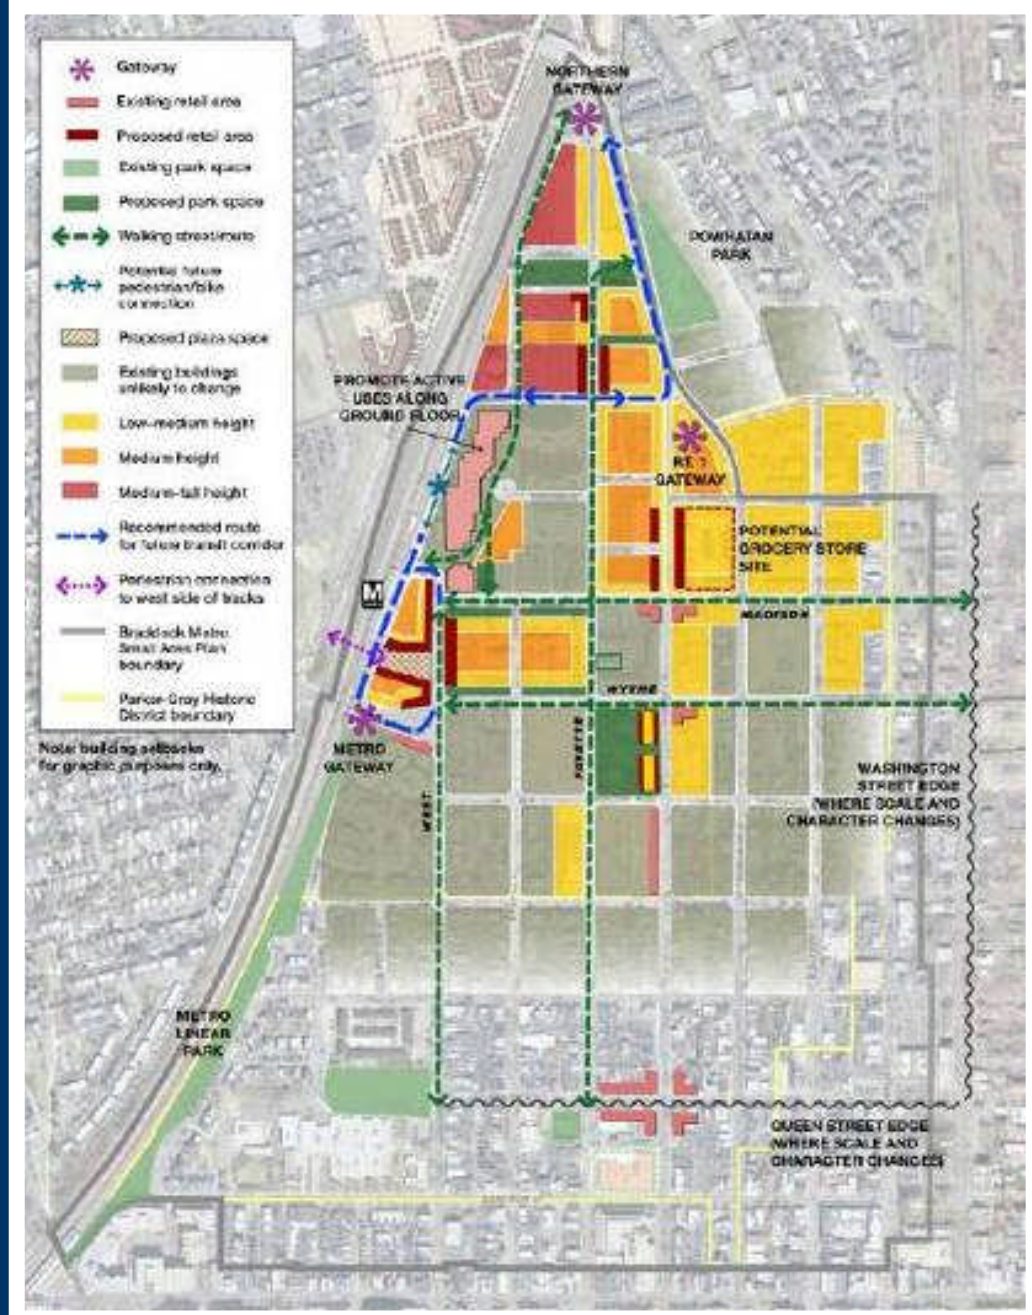 Gateway
Existing retail area
Proposed retail area
Existing park space
Proposed park space
Walking street/route
Potential future
pedestrian/bike
connection
Proposed plaza space
Existing buildings
unlikely to change
Low-medium height
Medium height
Medium-tall height
Recommended route
for future transit corridor
Pedestrian connection
to west side of tracks
Braddock Metro
Small Area Plan
boundary
Parker-Gray Historic
District boundary
Note: building setbacks
for graphic purposes only.
NORTHERN
GATEWAY
POWHATAN
PARK
PROMOTE ACTIVE
USES ALONG
GROUND FLOOR
RT. 1
GATEWAY
POTENTIAL
GROCERY STORE
SITE
M
MADISON
WYTHE
METRO
GATEWAY
FAYETTE
WEST
WASHINGTON
STREET EDGE
(WHERE SCALE AND
CHARACTER CHANGES)
METRO
LINEAR
PARK
QUEEN STREET EDGE
(WHERE SCALE AND
CHARACTER CHANGES)